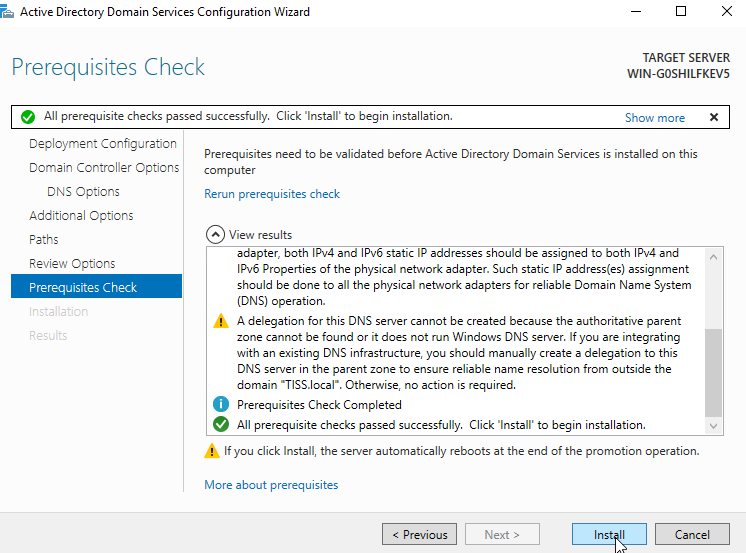 Active Directory Domain Services Configuration Wizard
Prerequisites Check
TARGET SERVER
WIN-G0SHILFKEV5
All prerequisite checks passed successfully. Click 'Install' to begin installation.
Show more
Deployment Configuration
Domain Controller Options
DNS Options
Additional Options
Paths
Review Options
Prerequisites Check
Installation
Results
Prerequisites need to be validated before Active Directory Domain Services is installed on this
computer
Rerun prerequisites check
View results
adapter, both IPv4 and IPv6 static IP addresses should be assigned to both IPv4 and
IPv6 Properties of the physical network adapter. Such static IP address(es) assignment
should be done to all the physical network adapters for reliable Domain Name System
(DNS) operation.
A delegation for this DNS server cannot be created because the authoritative parent
zone cannot be found or it does not run Windows DNS server. If you are integrating
with an existing DNS infrastructure, you should manually create a delegation to this
DNS server in the parent zone to ensure reliable name resolution from outside the
domain "TISS.local". Otherwise, no action is required.
Prerequisites Check Completed
All prerequisite checks passed successfully. Click 'Install' to begin installation.
If you click Install, the server automatically reboots at the end of the promotion operation.
More about prerequisites
< Previous
Next >
Install
Cancel